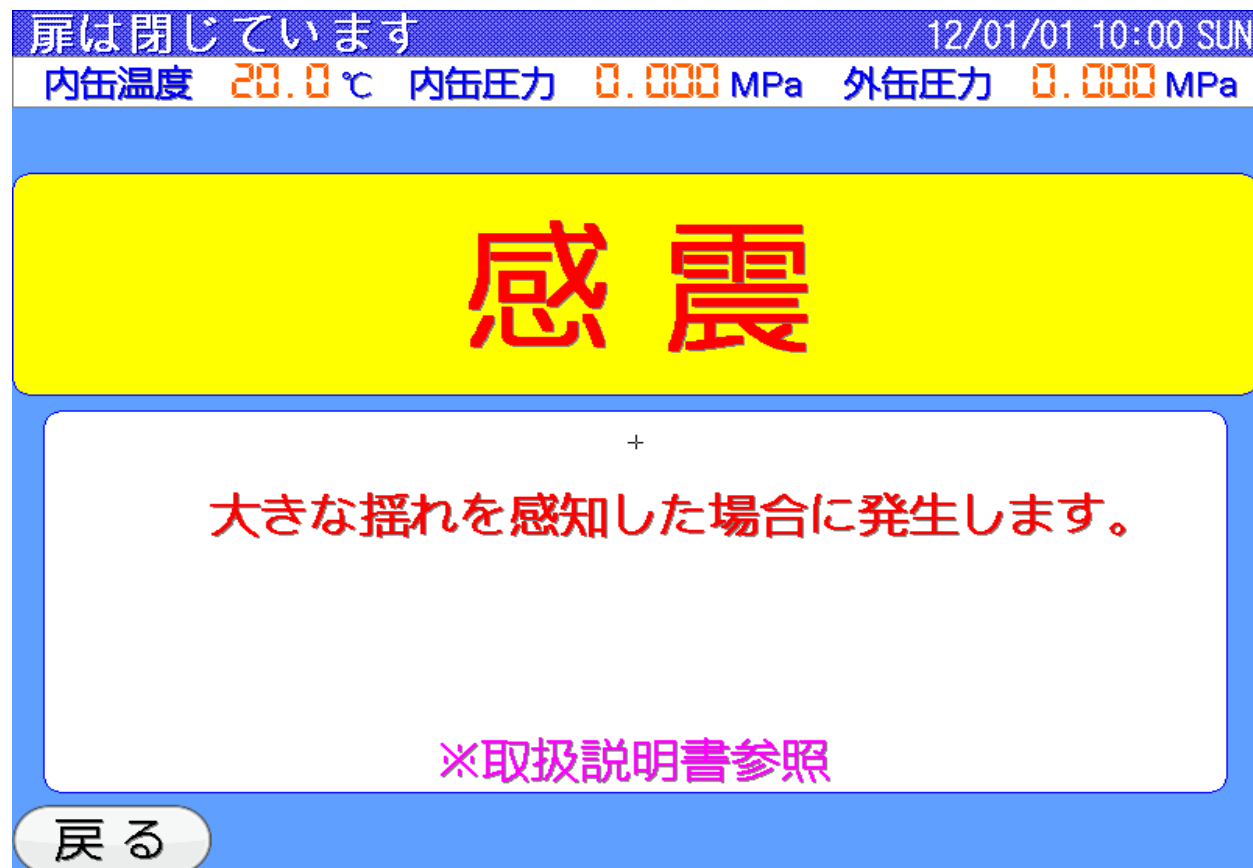 扉は閉じています 12/01/01 10:00 SUN
内缶温度 20.0 ℃ 内缶圧力 0.000 MPa 外缶圧力 0.000 MPa
感震
大きな揺れを感知した場合に発生します。
※取扱説明書参照
戻る